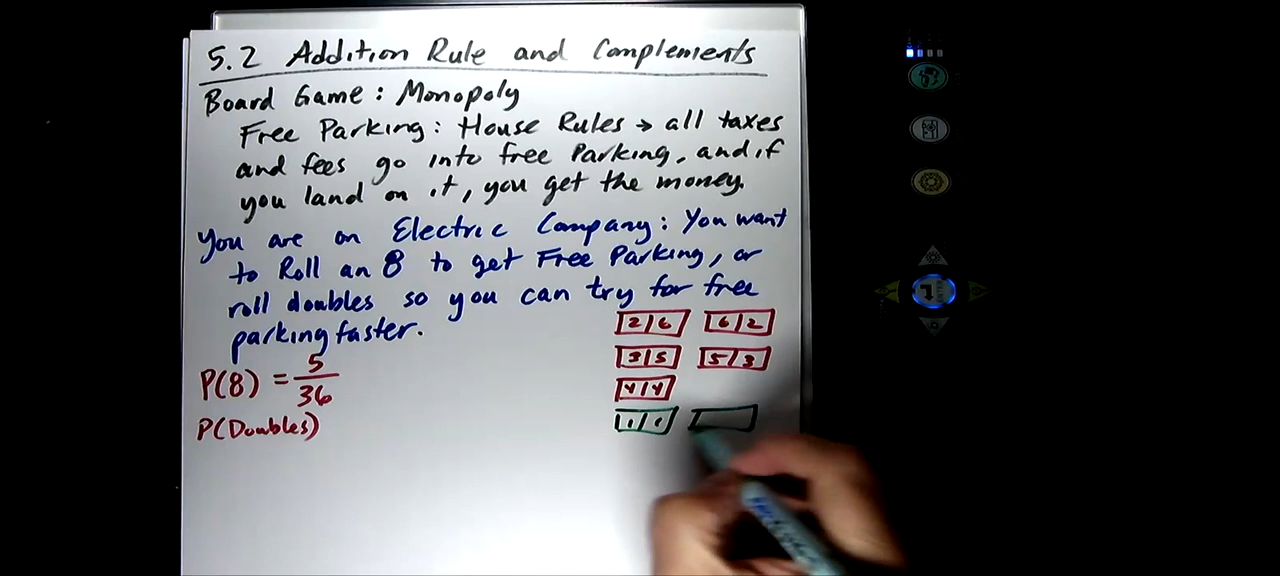 5.2 Addition Rule and Complements
Board Game: Monopoly
Free Parking: House Rules → all taxes
and fees go into free Parking, and if
you land on it, you get the money.
You are on Electric Company: You want
to Roll an 8 to get Free Parking, or
roll doubles so you can try for free
parking faster.
2|6 6|2
3|5 5|3
4|4
1|1
P(8) = 5/36
P(Doubles)